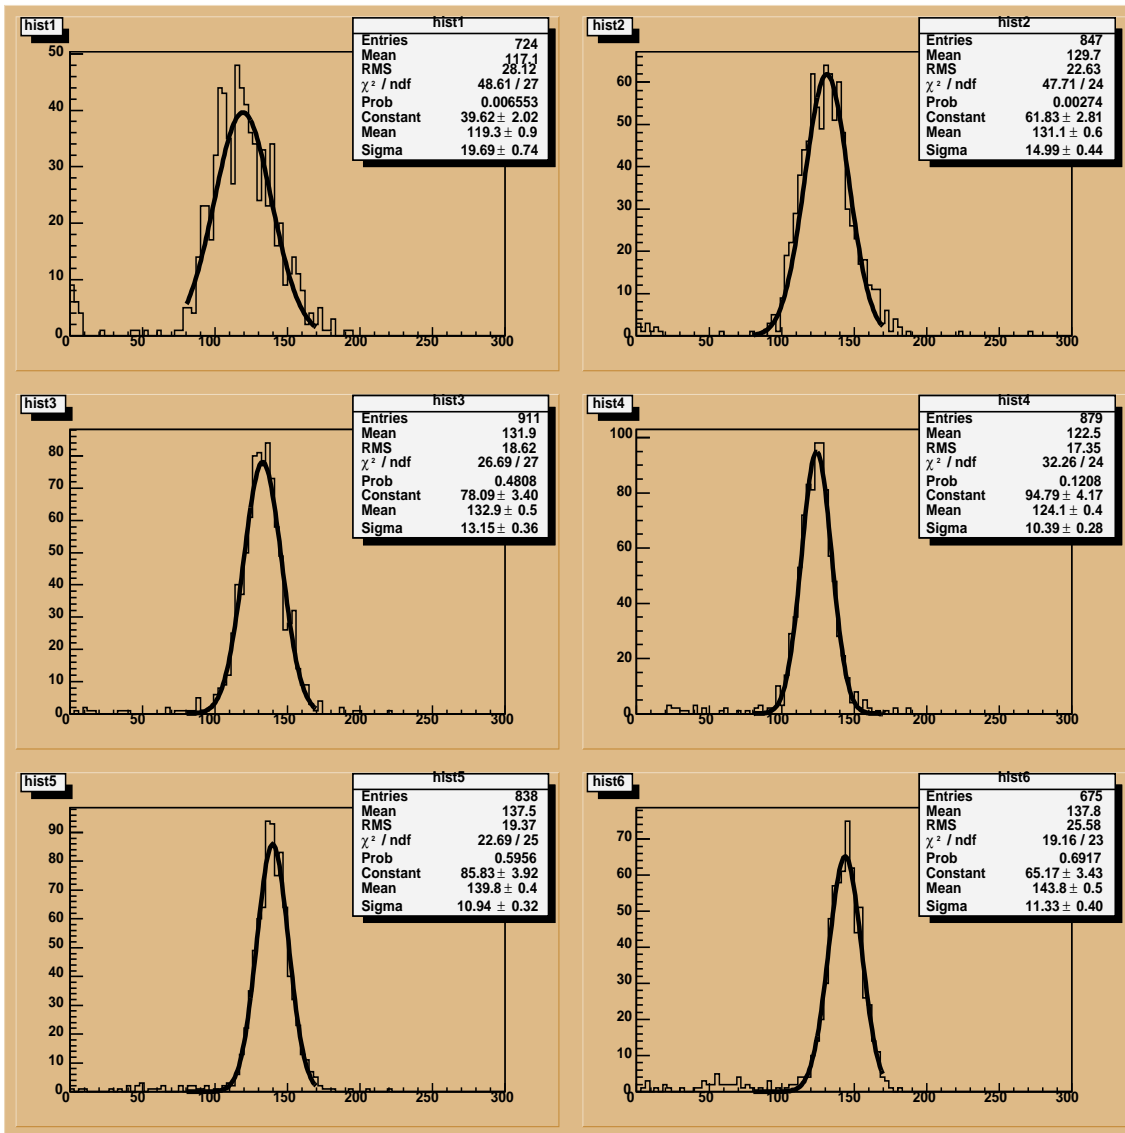 hist1
hist1
Entries 724
Mean 117.1
RMS 28.12
χ² / ndf 48.61 / 27
Prob 0.006553
Constant 39.62 ± 2.02
Mean 119.3 ± 0.9
Sigma 19.69 ± 0.74
50
40
30
20
10
0
0 50 100 150 200 250 300
hist2
hist2
Entries 847
Mean 129.7
RMS 22.63
χ² / ndf 47.71 / 24
Prob 0.00274
Constant 61.83 ± 2.81
Mean 131.1 ± 0.6
Sigma 14.99 ± 0.44
60
50
40
30
20
10
0
0 50 100 150 200 250 300
hist3
hist3
Entries 911
Mean 131.9
RMS 18.62
χ² / ndf 26.69 / 27
Prob 0.4808
Constant 78.09 ± 3.40
Mean 132.9 ± 0.5
Sigma 13.15 ± 0.36
80
70
60
50
40
30
20
10
0
0 50 100 150 200 250 300
hist4
hist4
Entries 879
Mean 122.5
RMS 17.35
χ² / ndf 32.26 / 24
Prob 0.1208
Constant 94.79 ± 4.17
Mean 124.1 ± 0.4
Sigma 10.39 ± 0.28
100
80
60
40
20
0
0 50 100 150 200 250 300
hist5
hist5
Entries 838
Mean 137.5
RMS 19.37
χ² / ndf 22.69 / 25
Prob 0.5956
Constant 85.83 ± 3.92
Mean 139.8 ± 0.4
Sigma 10.94 ± 0.32
90
80
70
60
50
40
30
20
10
0
0 50 100 150 200 250 300
hist6
hist6
Entries 675
Mean 137.8
RMS 25.58
χ² / ndf 19.16 / 23
Prob 0.6917
Constant 65.17 ± 3.43
Mean 143.8 ± 0.5
Sigma 11.33 ± 0.40
70
60
50
40
30
20
10
0
0 50 100 150 200 250 300